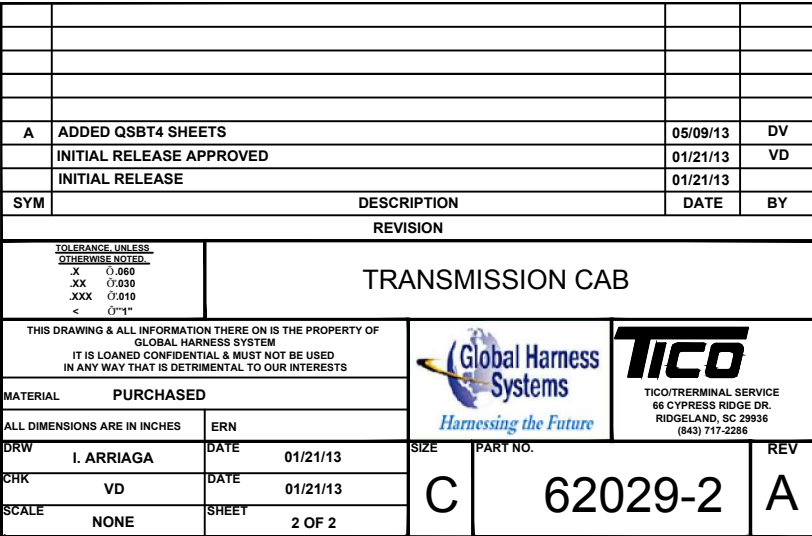 A ADDED QSBT4 SHEETS 05/09/13 DV
INITIAL RELEASE APPROVED 01/21/13 VD
INITIAL RELEASE 01/21/13
SYM DESCRIPTION DATE BY
REVISION
TOLERANCE, UNLESS
OTHERWISE NOTED.
.X Õ .060
.XX Õ'.030
.XXX Õ'.010
< Õ""1"
TRANSMISSION CAB
THIS DRAWING & ALL INFORMATION THERE ON IS THE PROPERTY OF
GLOBAL HARNESS SYSTEM
IT IS LOANED CONFIDENTIAL & MUST NOT BE USED
IN ANY WAY THAT IS DETRIMENTAL TO OUR INTERESTS
MATERIAL PURCHASED
ALL DIMENSIONS ARE IN INCHES ERN
Global Harness
Systems
Harnessing the Future
TICO
TICO/TRERMINAL SERVICE
66 CYPRESS RIDGE DR.
RIDGELAND, SC 29936
(843) 717-2286
DRW I. ARRIAGA DATE 01/21/13
CHK VD DATE 01/21/13
SCALE NONE SHEET 2 OF 2
SIZE C
PART NO. 62029-2
REV A